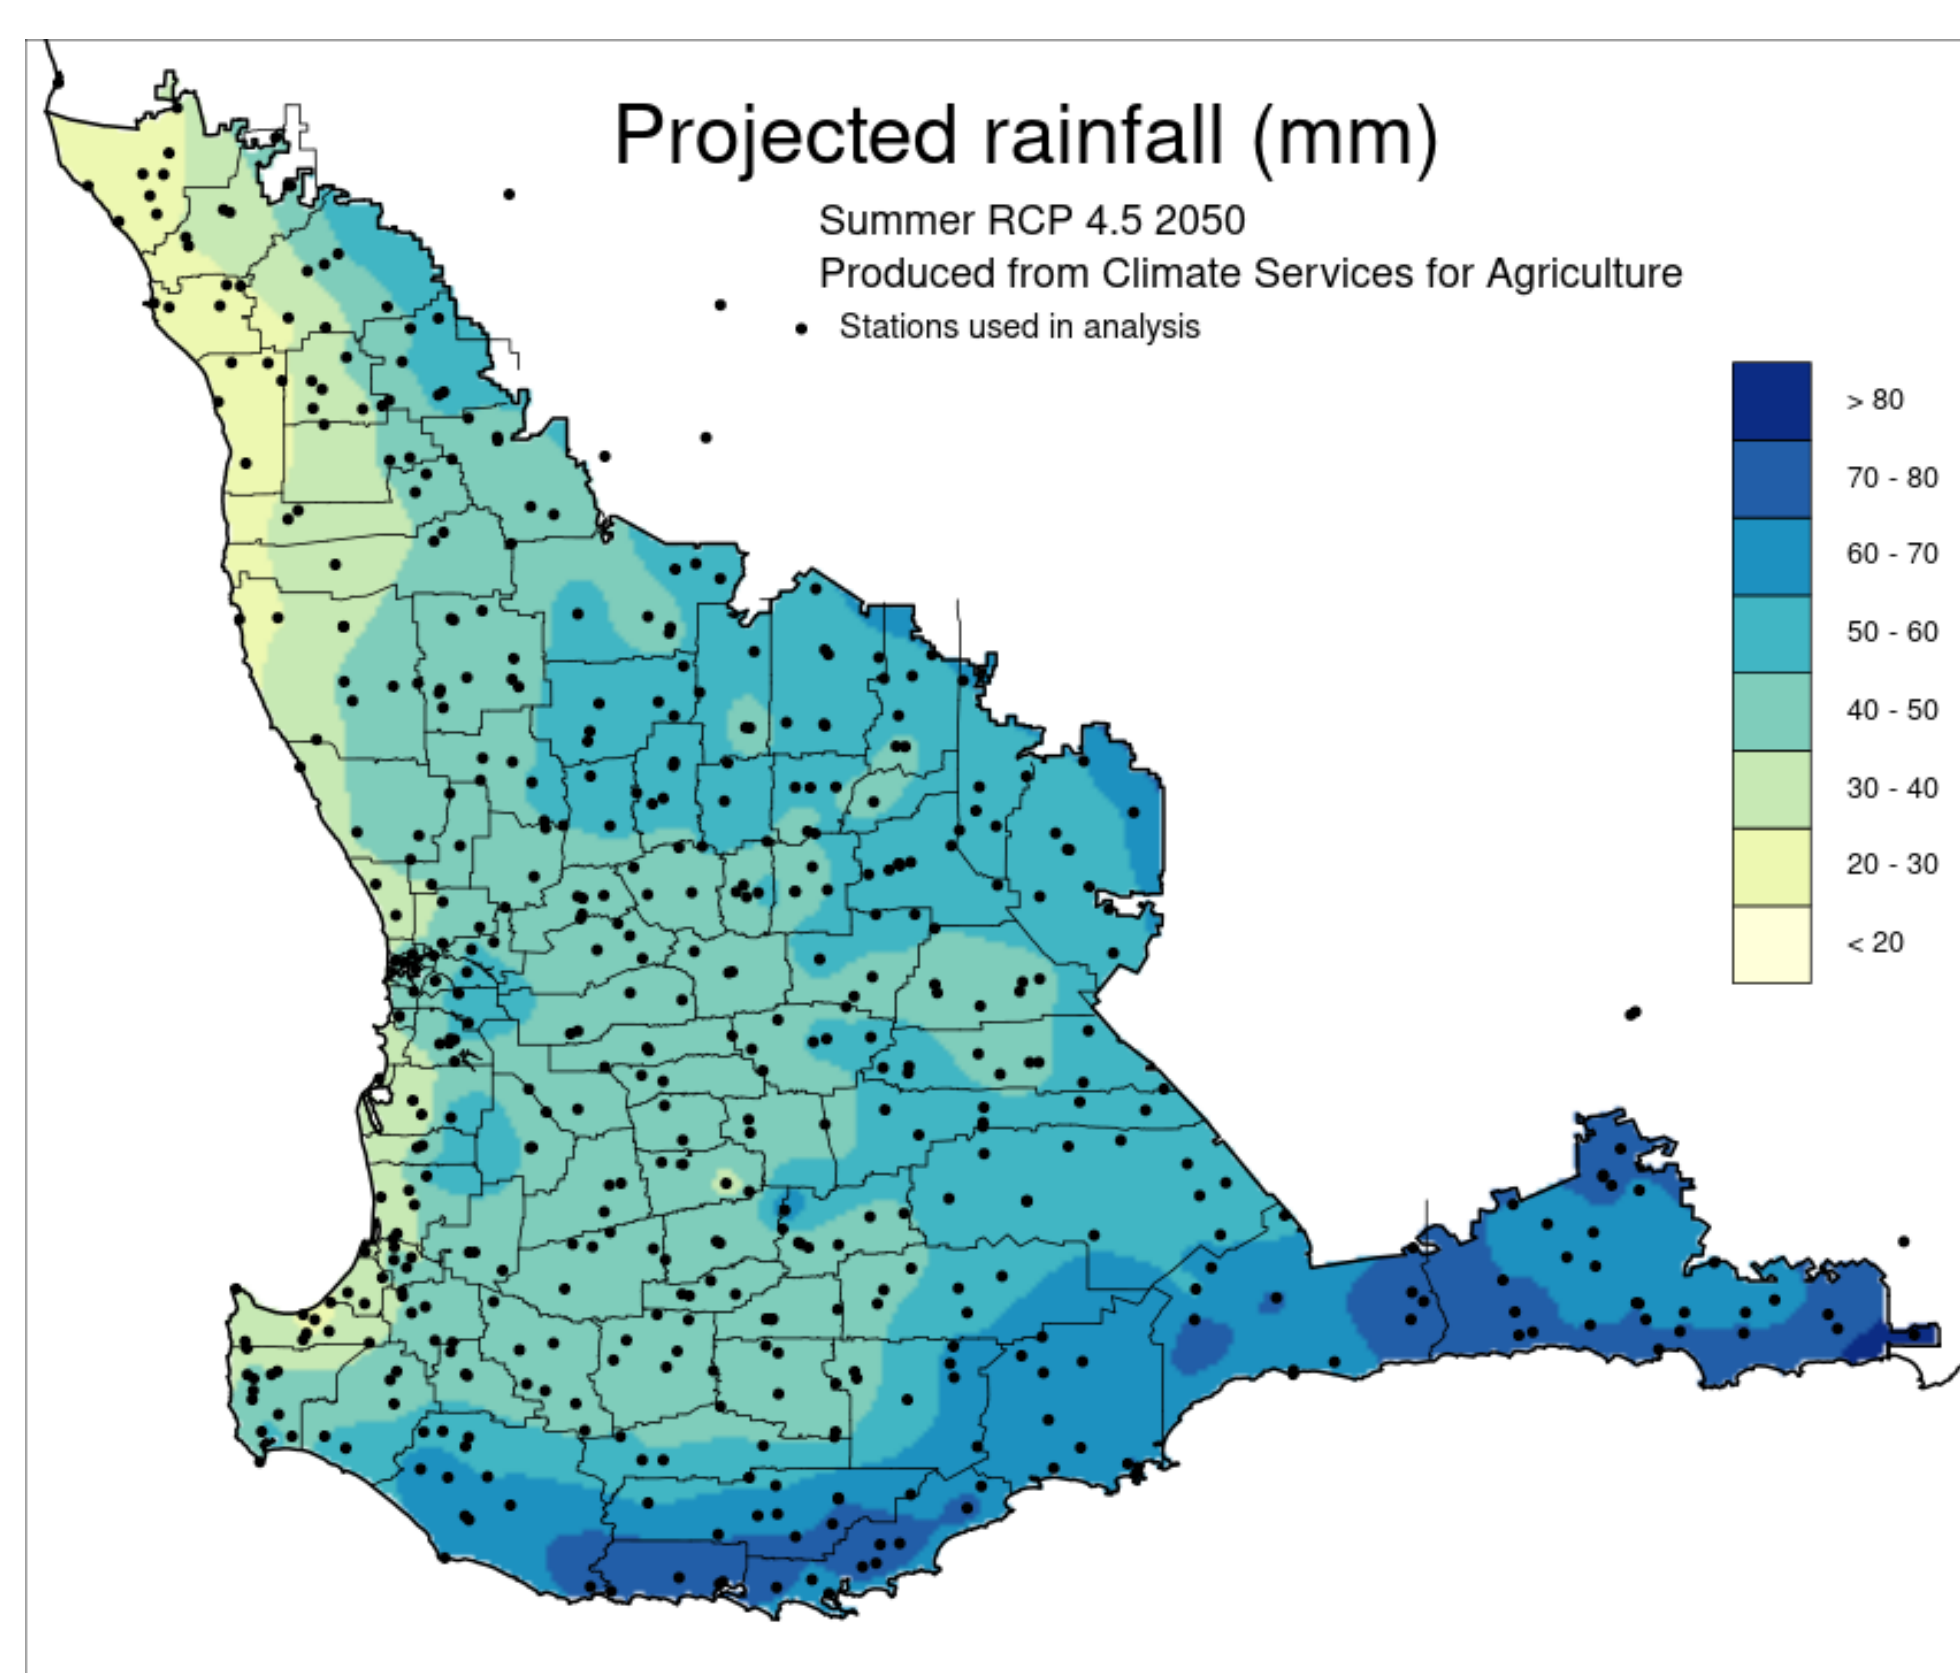 Projected rainfall (mm)
Summer RCP 4.5 2050
Produced from Climate Services for Agriculture
Stations used in analysis
> 80
70 - 80
60 - 70
50 - 60
40 - 50
30 - 40
20 - 30
< 20